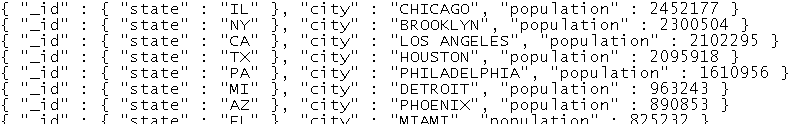 { "_id" : { "state" : "IL" }, "city" : "CHICAGO", "population" : 2452177 }
{ "_id" : { "state" : "NY" }, "city" : "BROOKLYN", "population" : 2300504 }
{ "_id" : { "state" : "CA" }, "city" : "LOS ANGELES", "population" : 2102295 }
{ "_id" : { "state" : "TX" }, "city" : "HOUSTON", "population" : 2095918 }
{ "_id" : { "state" : "PA" }, "city" : "PHILADELPHIA", "population" : 1610956 }
{ "_id" : { "state" : "MI" }, "city" : "DETROIT", "population" : 963243 }
{ "_id" : { "state" : "AZ" }, "city" : "PHOENIX", "population" : 890853 }
{ "_id" : { "state" : "FL" }, "city" : "MIAMI", "population" : 825232 }